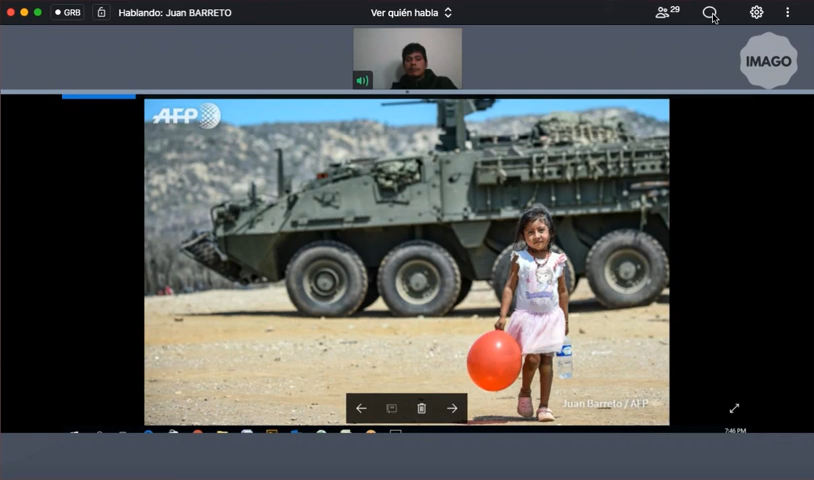 GRB
Hablando: Juan BARRETO
Ver quién habla
29
IMAGO
AFP
Juan Barreto / AFP
7:46 PM